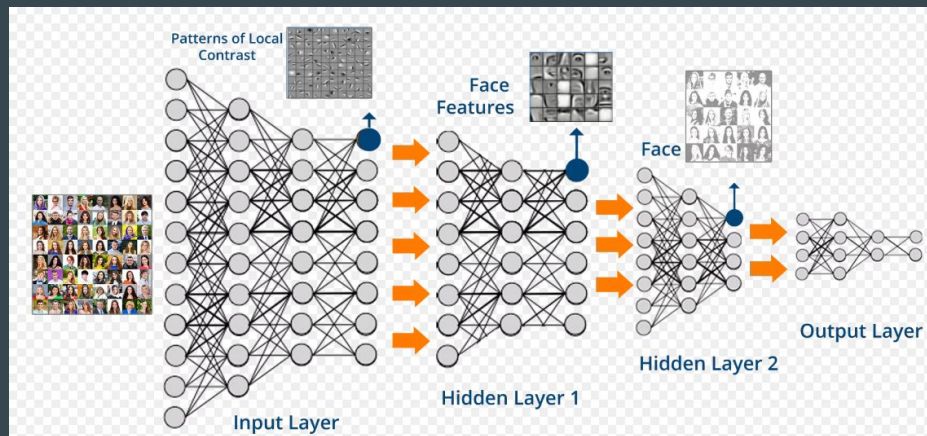 Patterns of Local
Contrast
Face
Features
Face
Input Layer
Hidden Layer 1
Hidden Layer 2
Output Layer